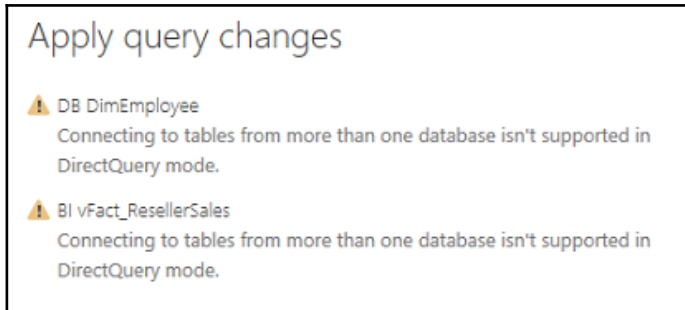 Apply query changes
DB DimEmployee
Connecting to tables from more than one database isn't supported in
DirectQuery mode.
BI vFact_ResellerSales
Connecting to tables from more than one database isn't supported in
DirectQuery mode.